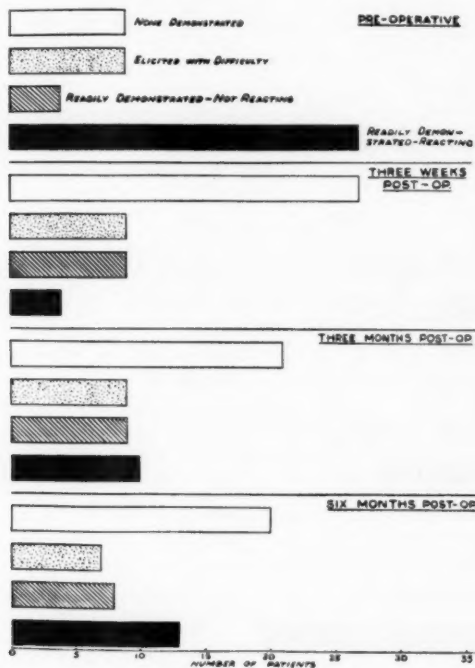 NONE DEMONSTRATED
PRE-OPERATIVE
ELICITED WITH DIFFICULTY
READILY DEMONSTRATED-NOT REACTING
READILY DEMON-
STRATED-REACTING
THREE WEEKS
POST-OP.
THREE MONTHS POST-OP
SIX MONTHS POST-OP
0 5 10 15 20 25 30 35
NUMBER OF PATIENTS